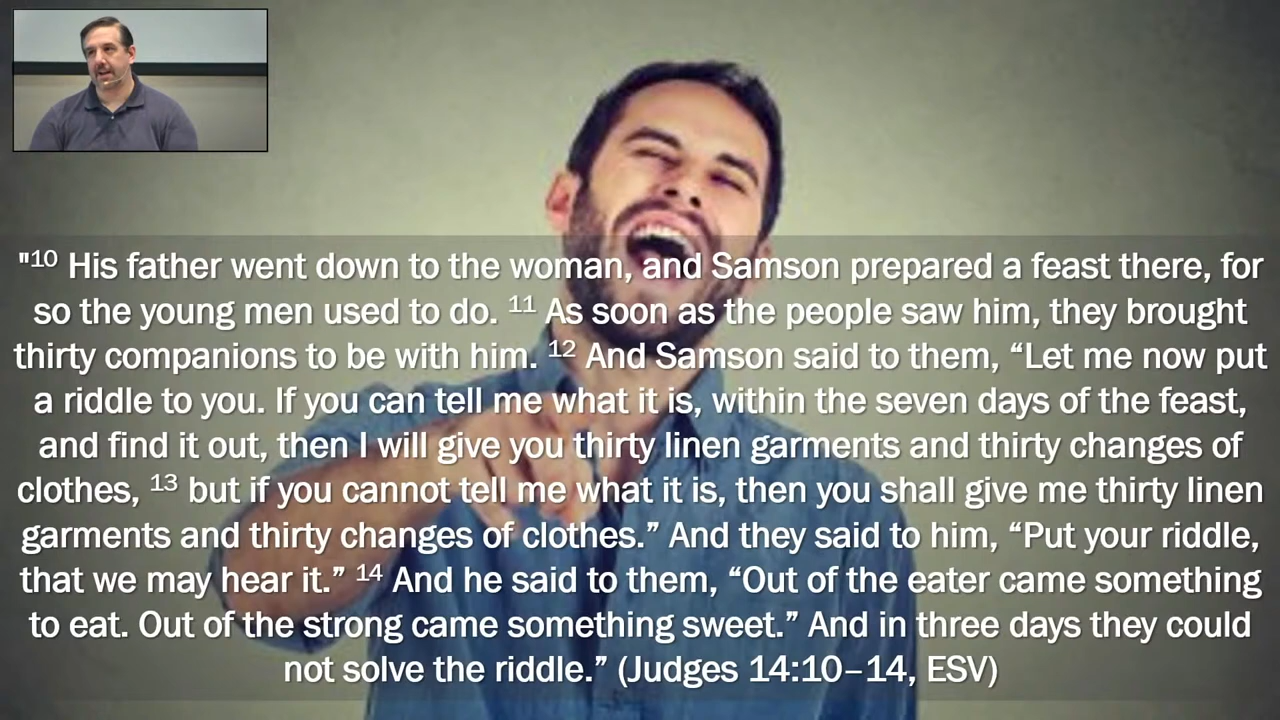 "10 His father went down to the woman, and Samson prepared a feast there, for
so the young men used to do. 11 As soon as the people saw him, they brought
thirty companions to be with him. 12 And Samson said to them, “Let me now put
a riddle to you. If you can tell me what it is, within the seven days of the feast,
and find it out, then I will give you thirty linen garments and thirty changes of
clothes, 13 but if you cannot tell me what it is, then you shall give me thirty linen
garments and thirty changes of clothes.” And they said to him, “Put your riddle,
that we may hear it.” 14 And he said to them, “Out of the eater came something
to eat. Out of the strong came something sweet.” And in three days they could
not solve the riddle.” (Judges 14:10–14, ESV)